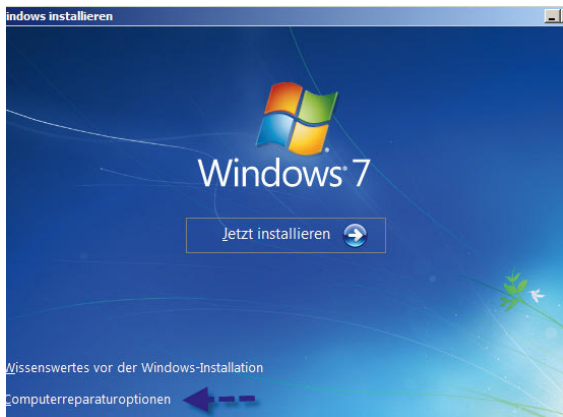 indows installieren
Windows 7
Jetzt installieren
Wissenswertes vor der Windows-Installation
Computerreparaturoptionen